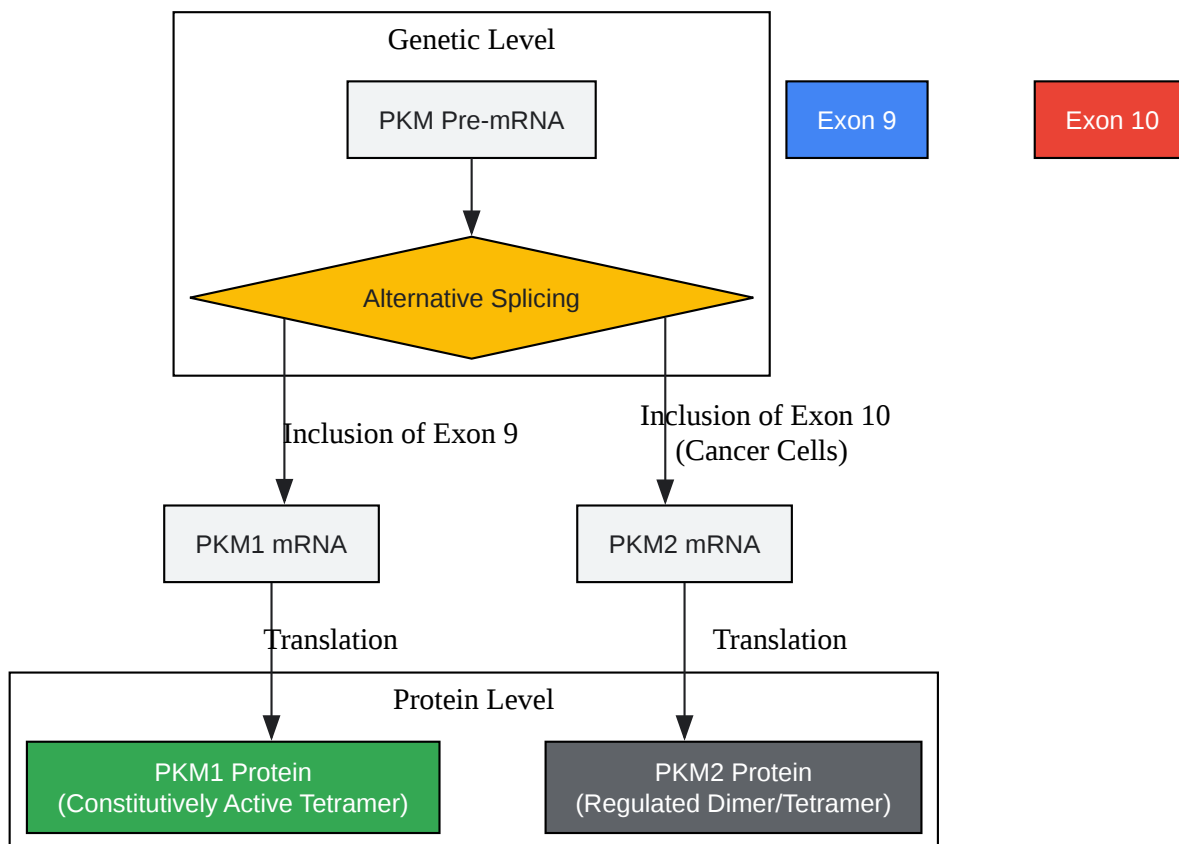 Genetic Level
PKM Pre-mRNA
Exon 9
Exon 10
Alternative Splicing
Inclusion of Exon 9
Inclusion of Exon 10
(Cancer Cells)
PKM1 mRNA
PKM2 mRNA
Translation
Translation
Protein Level
PKM1 Protein
(Constitutively Active Tetramer)
PKM2 Protein
(Regulated Dimer/Tetramer)